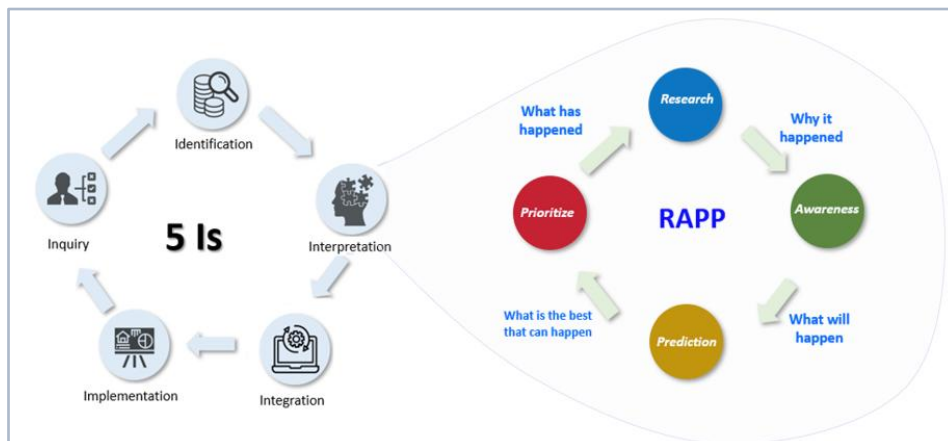 Identification
Interpretation
Integration
Implementation
Inquiry
5 Is
Research
Why it
happened
Awareness
What will
happen
Prediction
What is the best
that can happen
Prioritize
What has
happened
RAPP